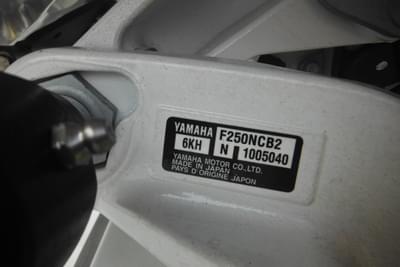 YAMAHA F250NCB2
6KH N 1005040
YAMAHA MOTOR CO.,LTD.
MADE IN JAPAN
PAYS D'ORIGINE JAPON